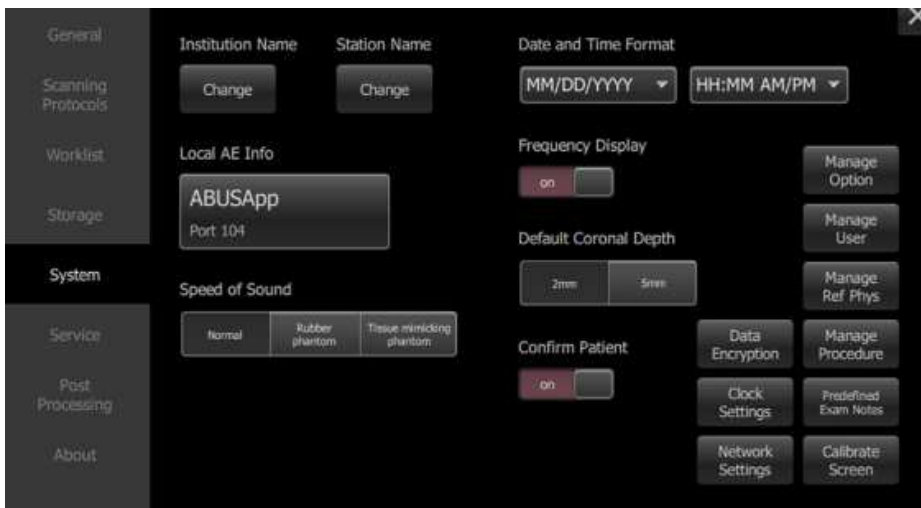 General
Scanning
Protocols
Worklist
Storage
System
Service
Post
Processing
About
Institution Name
Station Name
Change
Change
Local AE Info
ABUSApp
Port 104
Speed of Sound
Normal
Rubber
phantom
Tissue mimicking
phantom
Date and Time Format
MM/DD/YYYY
HH:MM AM/PM
Frequency Display
on
Default Coronal Depth
2mm
5mm
Confirm Patient
on
Manage
Option
Manage
User
Manage
Ref Phys
Data
Encryption
Manage
Procedure
Clock
Settings
Predefined
Exam Notes
Network
Settings
Calibrate
Screen